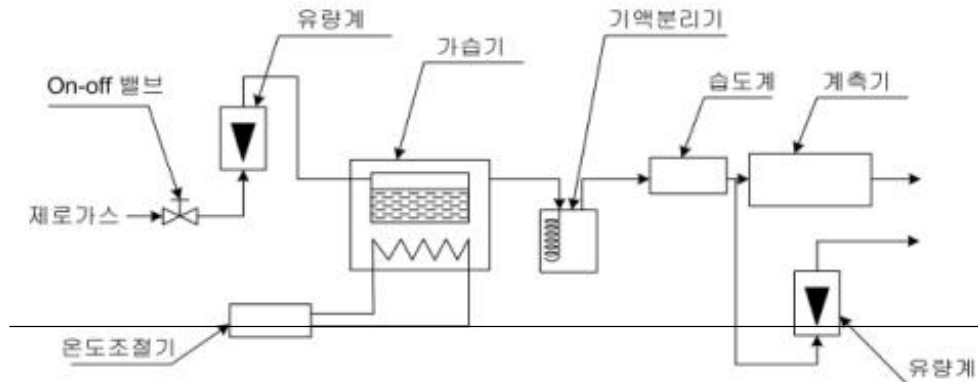 유량계
기액분리기
가습기
On-off 밸브
습도계
계측기
제로가스
온도조절기
유량계